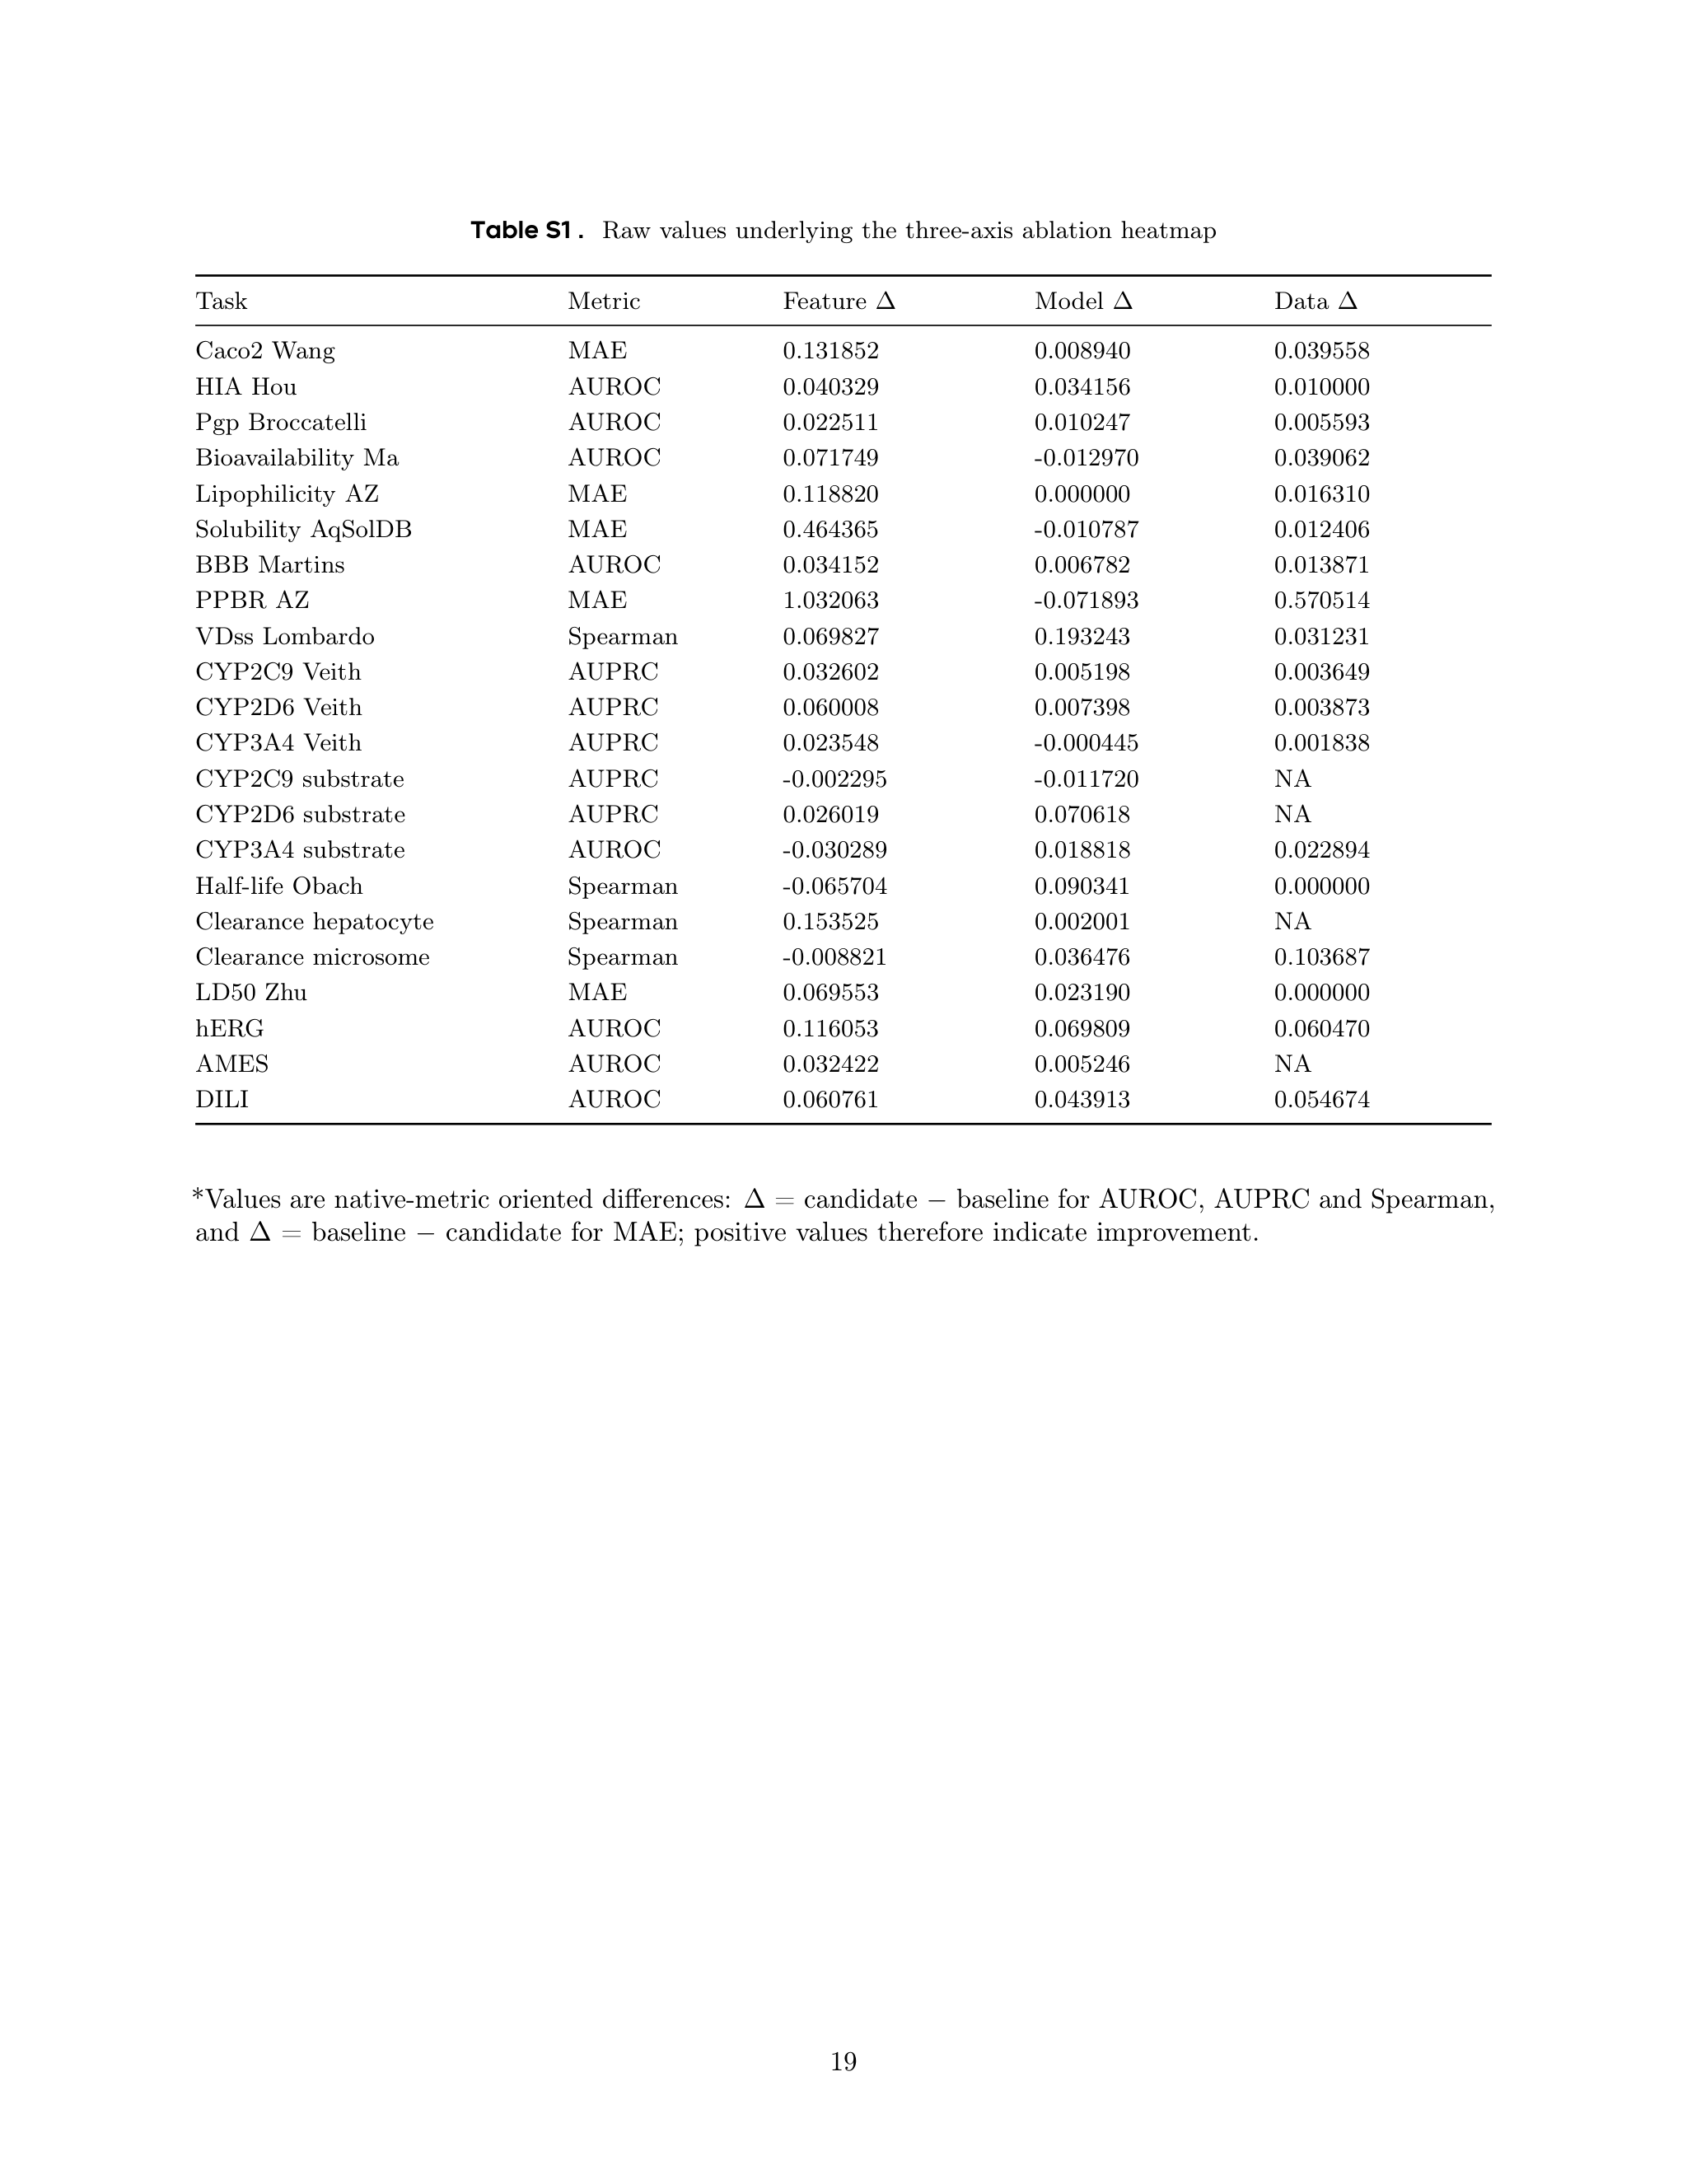 Table S1 . Raw values underlying the three-axis ablation heatmap
Task Metric Feature Δ Model Δ Data Δ
Caco2 Wang MAE 0.131852 0.008940 0.039558
HIA Hou AUROC 0.040329 0.034156 0.010000
Pgp Broccatelli AUROC 0.022511 0.010247 0.005593
Bioavailability Ma AUROC 0.071749 -0.012970 0.039062
Lipophilicity AZ MAE 0.118820 0.000000 0.016310
Solubility AqSolDB MAE 0.464365 -0.010787 0.012406
BBB Martins AUROC 0.034152 0.006782 0.013871
PPBR AZ MAE 1.032063 -0.071893 0.570514
VDss Lombardo Spearman 0.069827 0.193243 0.031231
CYP2C9 Veith AUPRC 0.032602 0.005198 0.003649
CYP2D6 Veith AUPRC 0.060008 0.007398 0.003873
CYP3A4 Veith AUPRC 0.023548 -0.000445 0.001838
CYP2C9 substrate AUPRC -0.002295 -0.011720 NA
CYP2D6 substrate AUPRC 0.026019 0.070618 NA
CYP3A4 substrate AUROC -0.030289 0.018818 0.022894
Half-life Obach Spearman -0.065704 0.090341 0.000000
Clearance hepatocyte Spearman 0.153525 0.002001 NA
Clearance microsome Spearman -0.008821 0.036476 0.103687
LD50 Zhu MAE 0.069553 0.023190 0.000000
hERG AUROC 0.116053 0.069809 0.060470
AMES AUROC 0.032422 0.005246 NA
DILI AUROC 0.060761 0.043913 0.054674
*Values are native-metric oriented differences: Δ = candidate − baseline for AUROC, AUPRC and Spearman,
and Δ = baseline − candidate for MAE; positive values therefore indicate improvement.
19